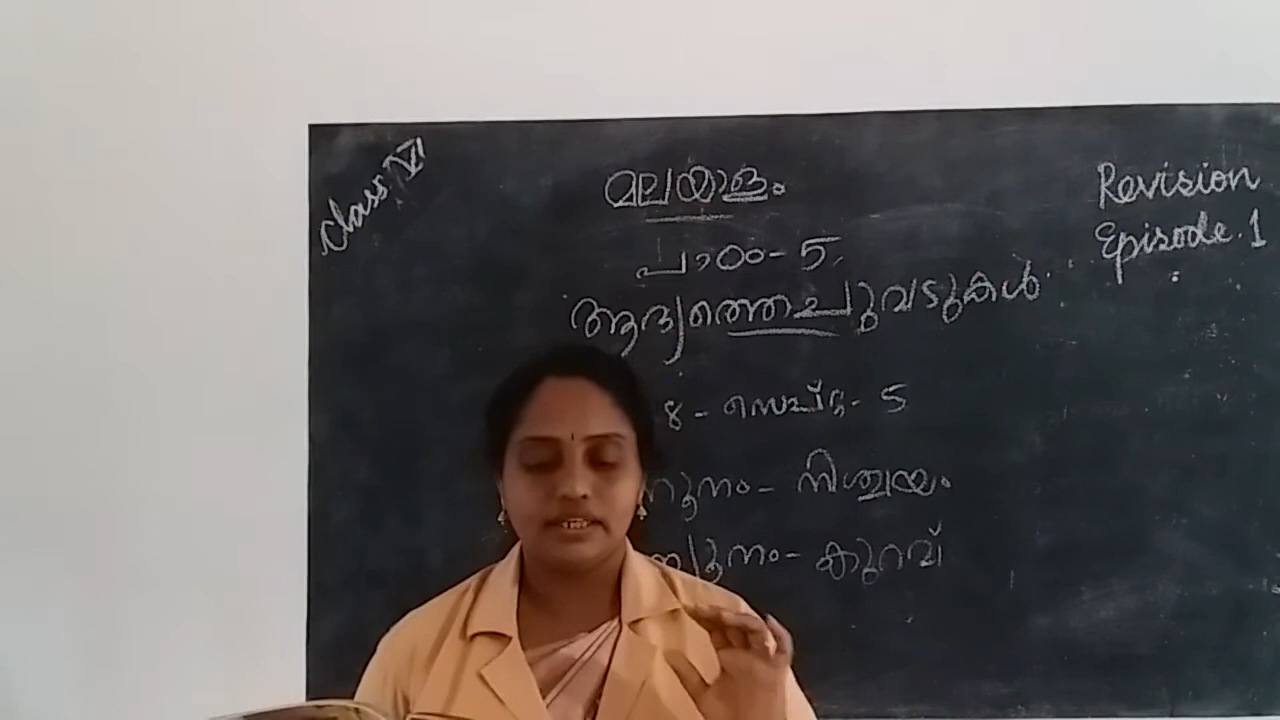 class VI
മലയാളം
Revision
Episode.1
പാഠം - 5
ആദ്യത്തെ ചുവടുകൾ...
8 - സെപ്റ്റ - 5
നൂനം - നിശ്ചയം
ന്യൂനം - കുറവ്